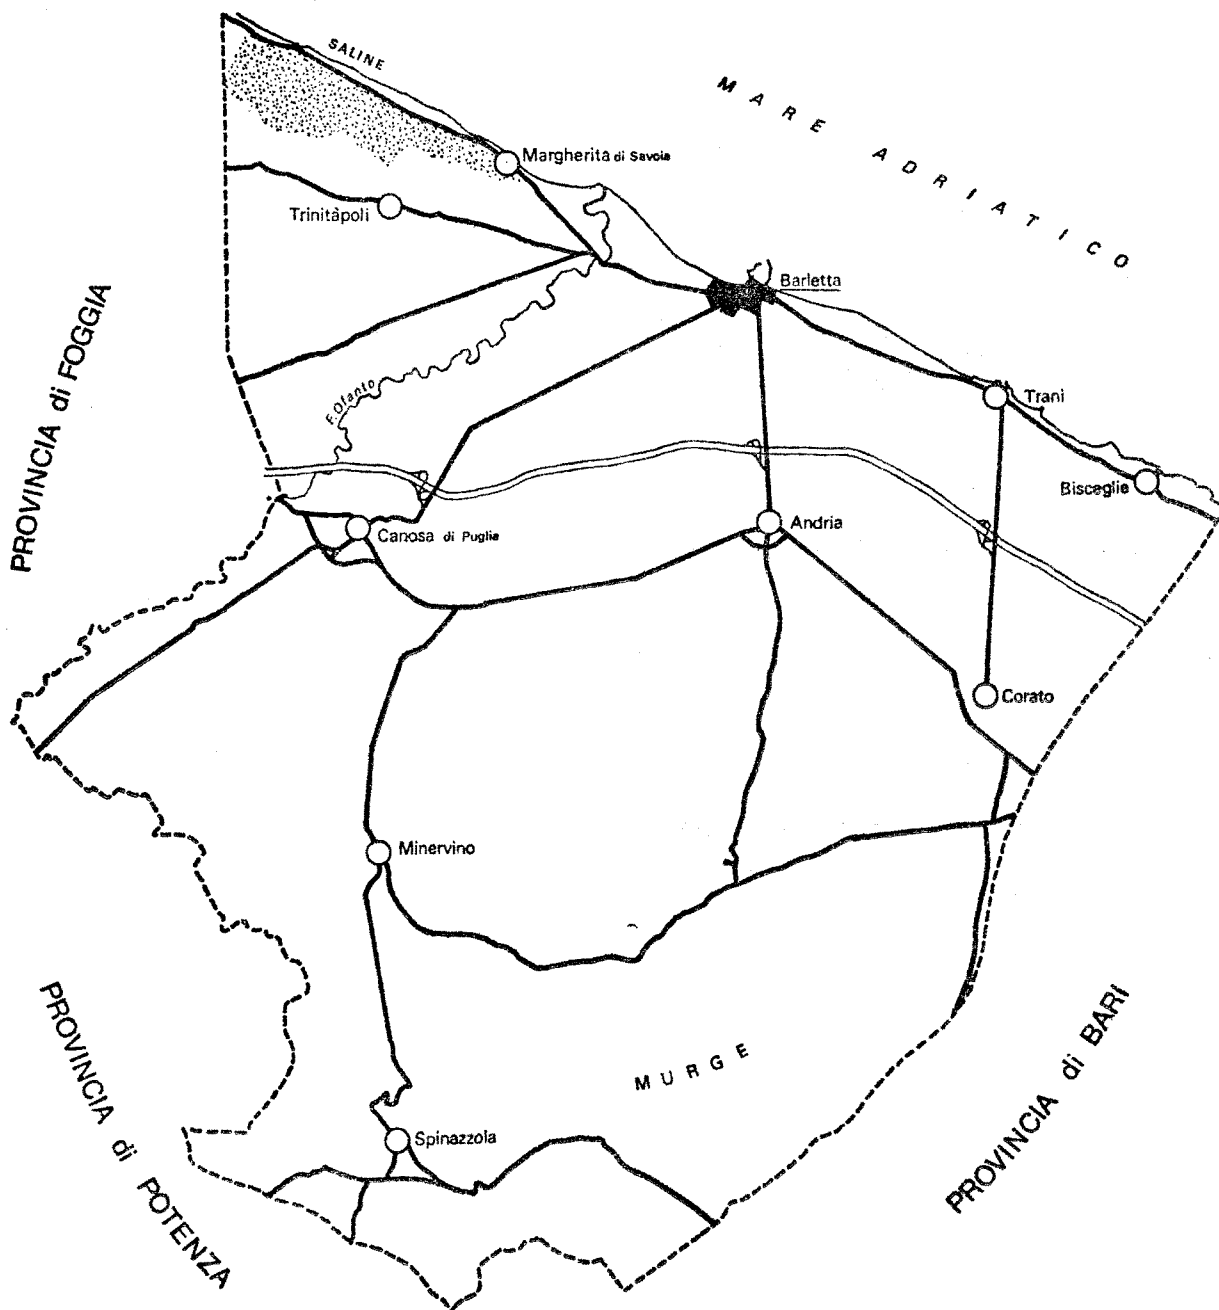 SALINE
MARE ADRIATICO
Margherita di Savoia
Trinitàpoli
Barletta
PROVINCIA di FOGGIA
F. Ofanto
Trani
Bisceglie
Canosa di Puglia
Andria
Corato
Minervino
MURGE
PROVINCIA di POTENZA
PROVINCIA di BARI
Spinazzola